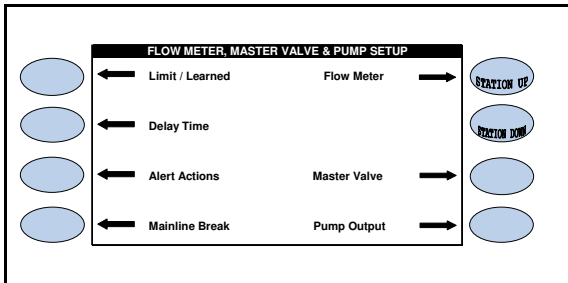 FLOW METER, MASTER VALVE & PUMP SETUP
Limit / Learned
Flow Meter
STATION UP
Delay Time
STATION DOWN
Alert Actions
Master Valve
Mainline Break
Pump Output